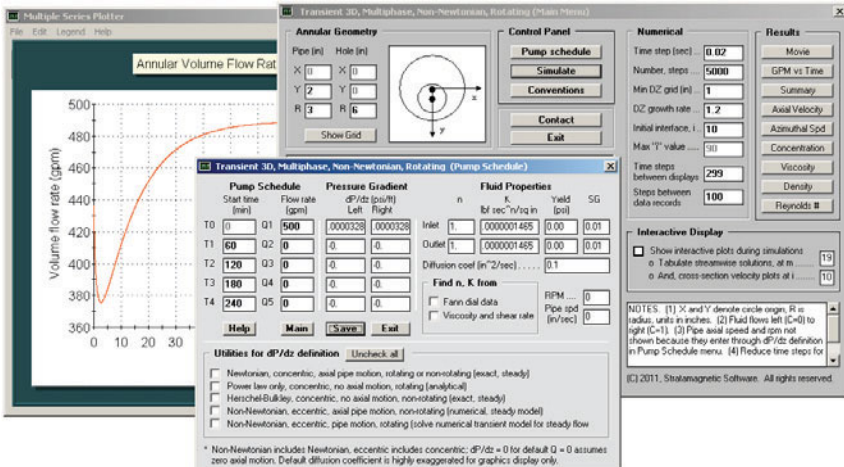 Multiple Series Plotter
File Edit Legend Help
Annular Volume Flow Rat
Volume flow rate (gpm)
500
480
460
440
420
400
380
360
0 10 20 30
Transient 3D, Multiphase, Non-Newtonian, Rotating (Main Menu)
Annular Geometry
Pipe (in) Hole (in)
X 0 X 0
Y 2 Y 0
R 3 R 6
Show Grid
x
y
Control Panel
Pump schedule
Simulate
Conventions
Contact
Exit
Numerical
Time step (sec) ... 0.02
Number, steps .... 5000
Min DZ grid (in) ... 1
DZ growth rate ... 1.2
Initial interface, i ... 10
Max "i" value ..... 90
Time steps
between displays 299
Steps between
data records 100
Results
Movie
GPM vs Time
Summary
Axial Velocity
Azimuthal Spd
Concentration
Viscosity
Density
Reynolds #
Interactive Display
Show interactive plots during simulations
o Tabulate streamwise solutions, at m ........ 19
o And, cross-section velocity plots at i ........ 10
NOTES. (1) X and Y denote circle origin, R is
radius, units in inches. (2) Fluid flows left (C=0) to
right (C=1). (3) Pipe axial speed and rpm not
shown because they enter through dP/dz definition
in Pump Schedule menu. (4) Reduce time steps for
(C) 2011, Stratamagnetic Software. All rights reserved.
Transient 3D, Multiphase, Non-Newtonian, Rotating (Pump Schedule)
Pump Schedule Pressure Gradient Fluid Properties
Start time Flow rate dP/dz (psi/ft) n K Yield SG
(min) (gpm) Left Right lbf sec^n/sq in (psi)
T0 0 Q1 500 .0000328 .0000328 Inlet 1. .0000001465 0.00 0.01
T1 60 Q2 0 -0. -0. Outlet 1. .0000001465 0.00 0.01
T2 120 Q3 0 -0. -0. Diffusion coef (in^2/sec) ...... 0.1
T3 180 Q4 0 -0. -0.
T4 240 Q5 0 -0. -0.
Find n, K from
Fann dial data
Viscosity and shear rate
RPM .... 0
Pipe spd
(in/sec) 0
Help Main Save Exit
Utilities for dP/dz definition Uncheck all
Newtonian, concentric, axial pipe motion, rotating or non-rotating (exact, steady)
Power law only, concentric, no axial motion, rotating (analytical)
Herschel-Bulkley, concentric, no axial motion, non-rotating (exact, steady)
Non-Newtonian, eccentric, axial pipe motion, non-rotating (numerical, steady model)
Non-Newtonian, eccentric, pipe motion, rotating (solve numerical transient model for steady flow
* Non-Newtonian includes Newtonian, eccentric includes concentric; dP/dz = 0 for default Q = 0 assumes
zero axial motion. Default diffusion coefficient is highly exaggerated for graphics display only.